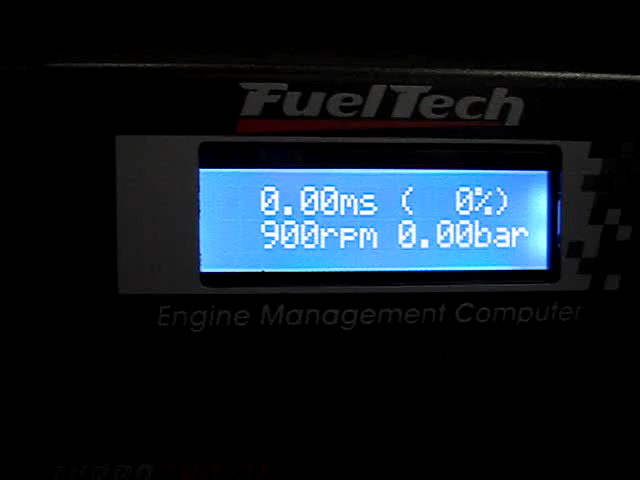 FuelTech
0.00ms (  0%)
900rpm 0.00bar
Engine Management Computer